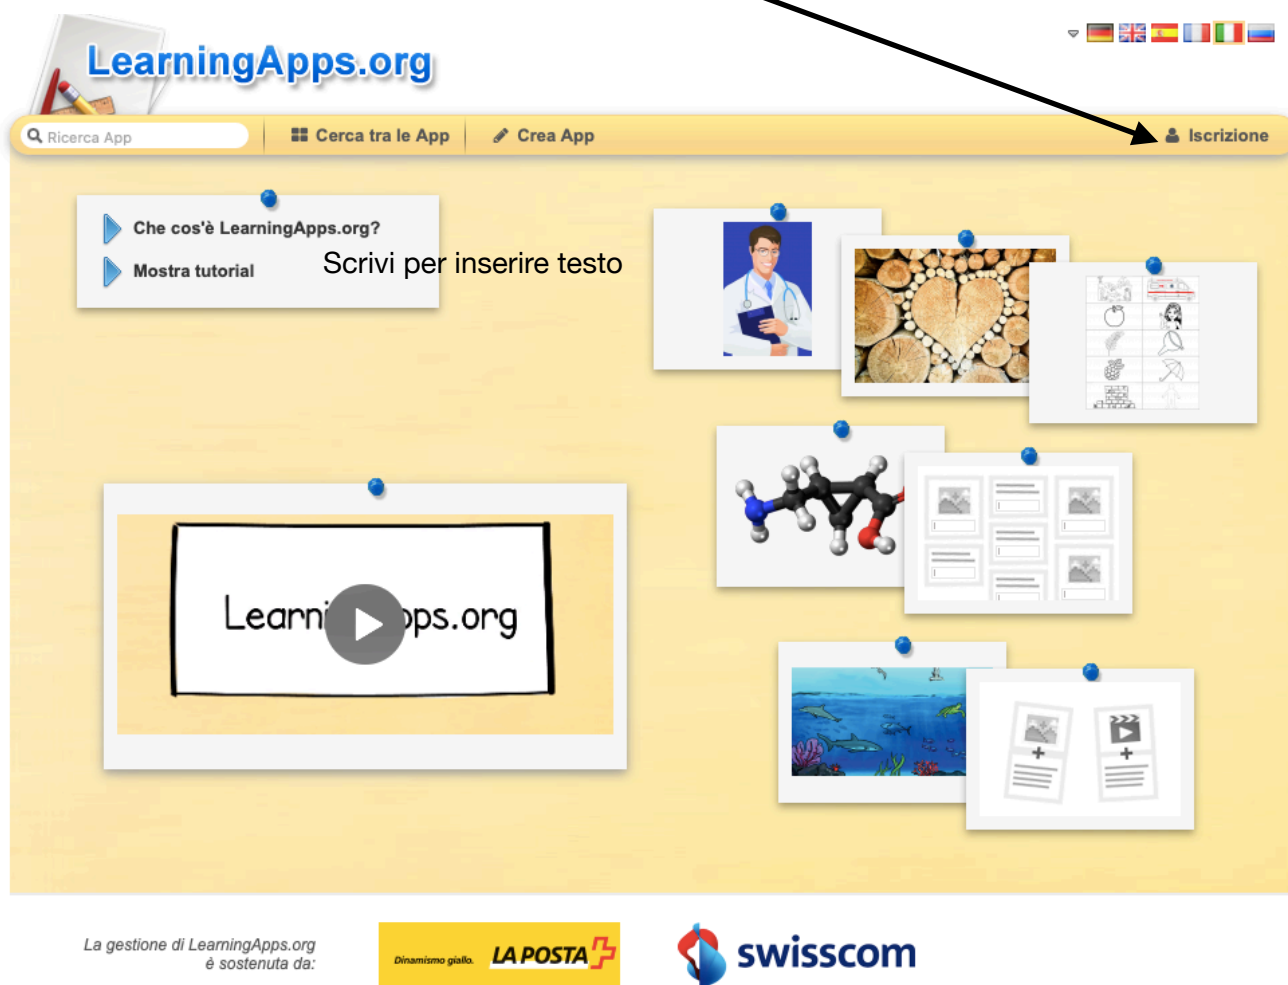 LearningApps.org
Ricerca App
Cerca tra le App
Crea App
Iscrizione
Che cos'è LearningApps.org?
Mostra tutorial
Scrivi per inserire testo
La gestione di LearningApps.org
è sostenuta da:
Dinamismo giallo.
LA POSTA
swisscom